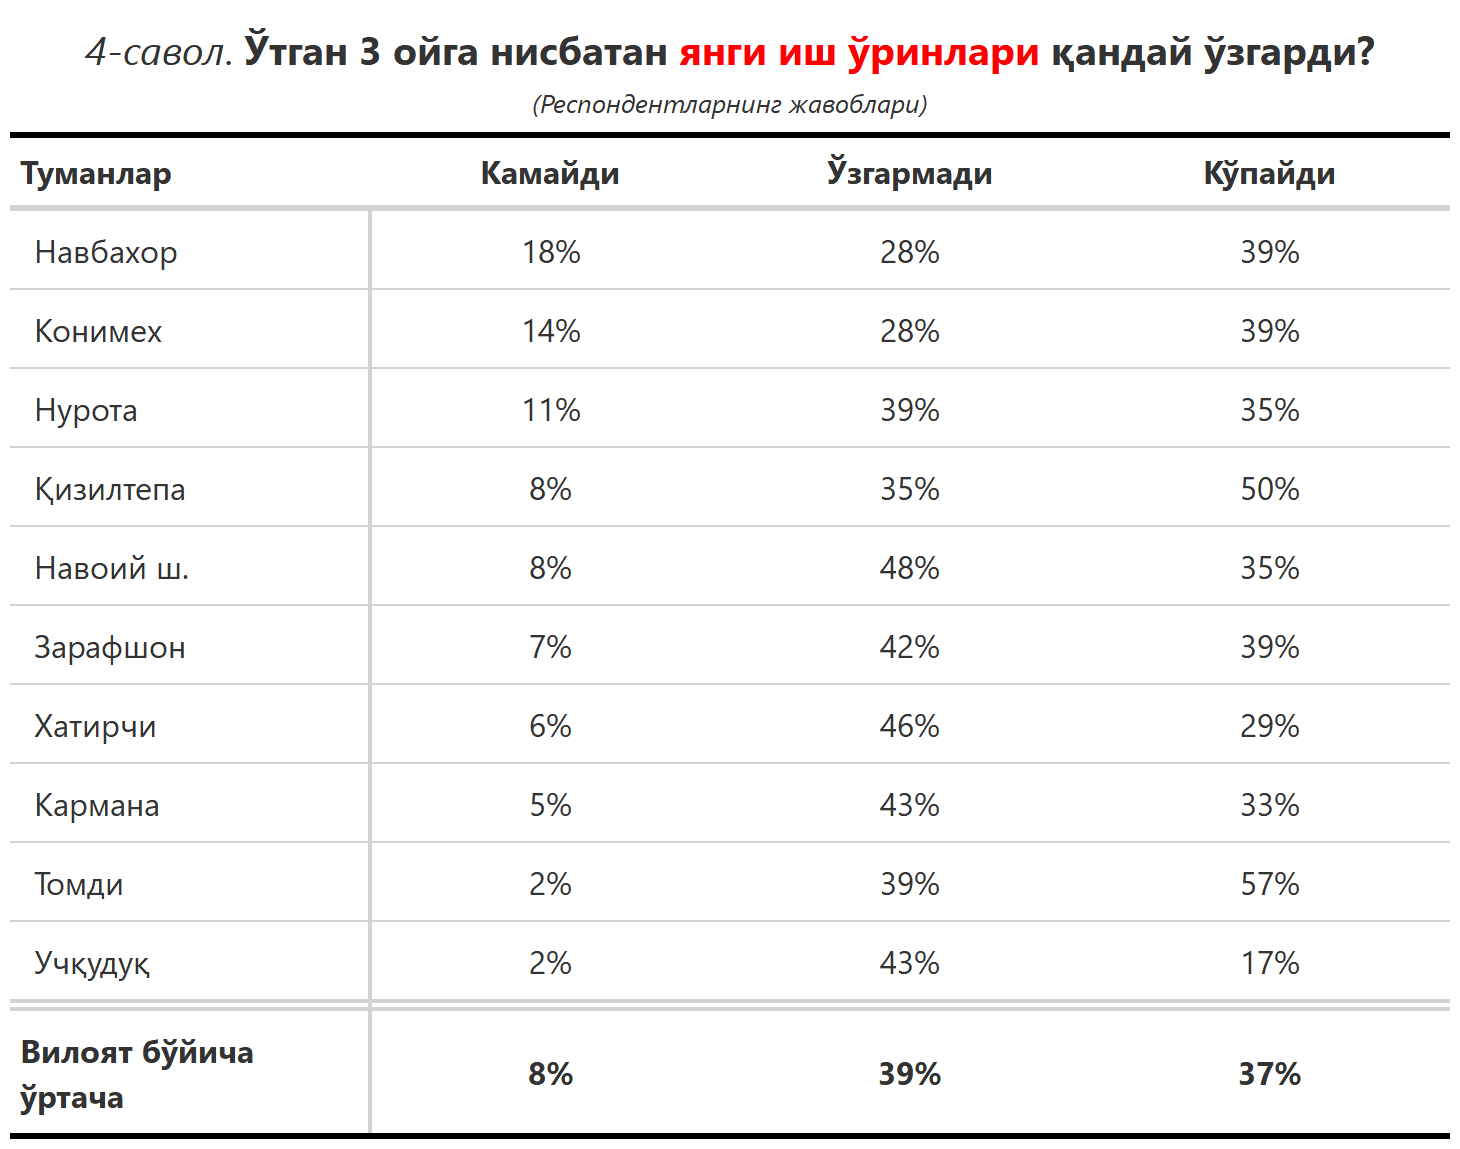 4-савол. Ўтган 3 ойга нисбатан янги иш ўринлари қандай ўзгарди?
(Респондентларнинг жавоблари)
Туманлар Камайди Ўзгармади Кўпайди
Навбахор 18% 28% 39%
Конимех 14% 28% 39%
Нурота 11% 39% 35%
Қизилтепа 8% 35% 50%
Навоий ш. 8% 48% 35%
Зарафшон 7% 42% 39%
Хатирчи 6% 46% 29%
Кармана 5% 43% 33%
Томди 2% 39% 57%
Учқудуқ 2% 43% 17%
Вилоят бўйича
ўртача 8% 39% 37%